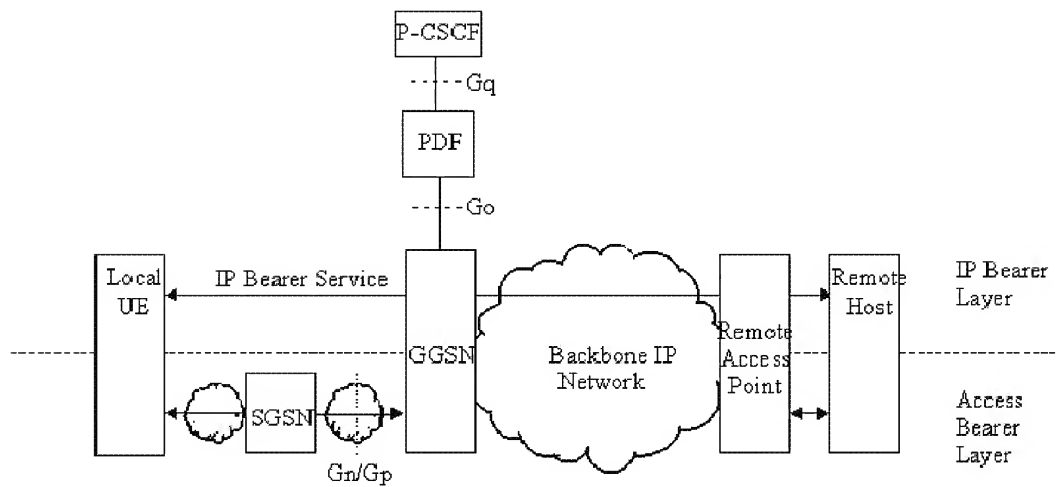 P-CSCF
Gq
PDF
Go
Local
UE
IP Bearer Service
GGSN
Backbone IP
Network
Remote
Access
Point
Remote
Host
IP Bearer
Layer
SGSN
Gn/Gp
Access
Bearer
Layer